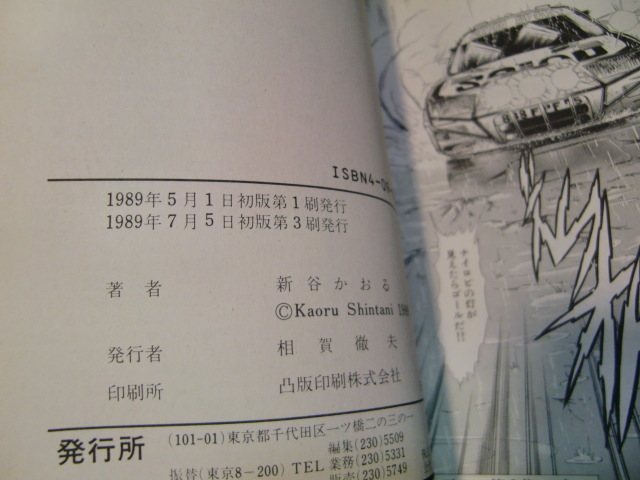 ISBN4-09
1989年5月1日初版第1刷発行
1989年7月5日初版第3刷発行
著者 新谷かおる
©Kaoru Shintani 198
発行者 相賀徹夫
印刷所 凸版印刷株式会社
発行所 (101-01)東京都千代田区一ツ橋二の三の一
振替(東京8-200) TEL
編集(230)5509
業務(230)5331
販売(230)5749
ナイロビの灯が
見えたらゴールだ!!